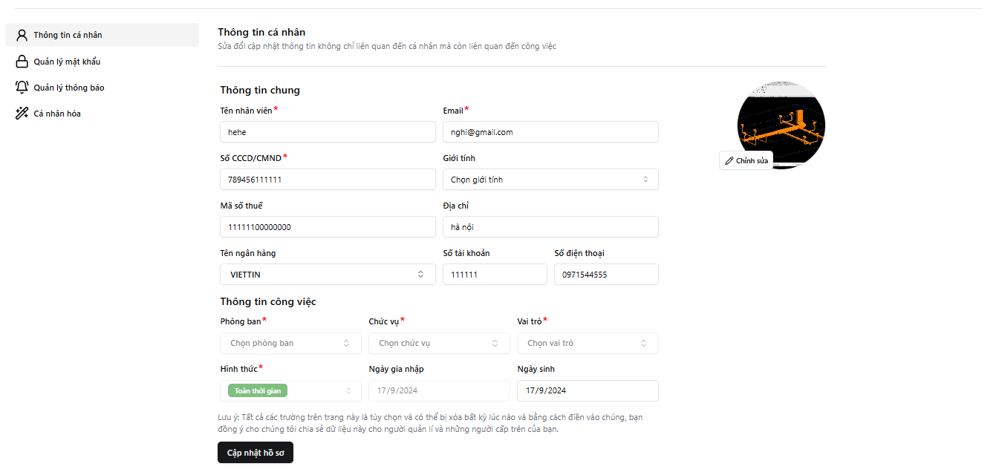 Thông tin cá nhân
Quản lý mật khẩu
Quản lý thông báo
Cá nhân hóa
Thông tin cá nhân
Sửa đổi cập nhật thông tin không chỉ liên quan đến cá nhân mà còn liên quan đến công việc
Thông tin chung
Tên nhân viên* Email*
hehe nghi@gmail.com
Chỉnh sửa
Số CCCD/CMND* Giới tính
789456111111 Chọn giới tính
Mã số thuế Địa chỉ
11111100000000 hà nội
Tên ngân hàng Số tài khoản Số điện thoại
VIETTIN 111111 0971544555
Thông tin công việc
Phòng ban* Chức vụ* Vai trò*
Chọn phòng ban Chọn chức vụ Chọn vai trò
Hình thức* Ngày gia nhập Ngày sinh
Toàn thời gian 17/9/2024 17/9/2024
Lưu ý: Tất cả các trường trên trang này là tùy chọn và có thể bị xóa bất kỳ lúc nào và bằng cách điền vào chúng, bạn
đồng ý cho chúng tôi chia sẻ dữ liệu này cho người quản lí và những người cấp trên của bạn.
Cập nhật hồ sơ